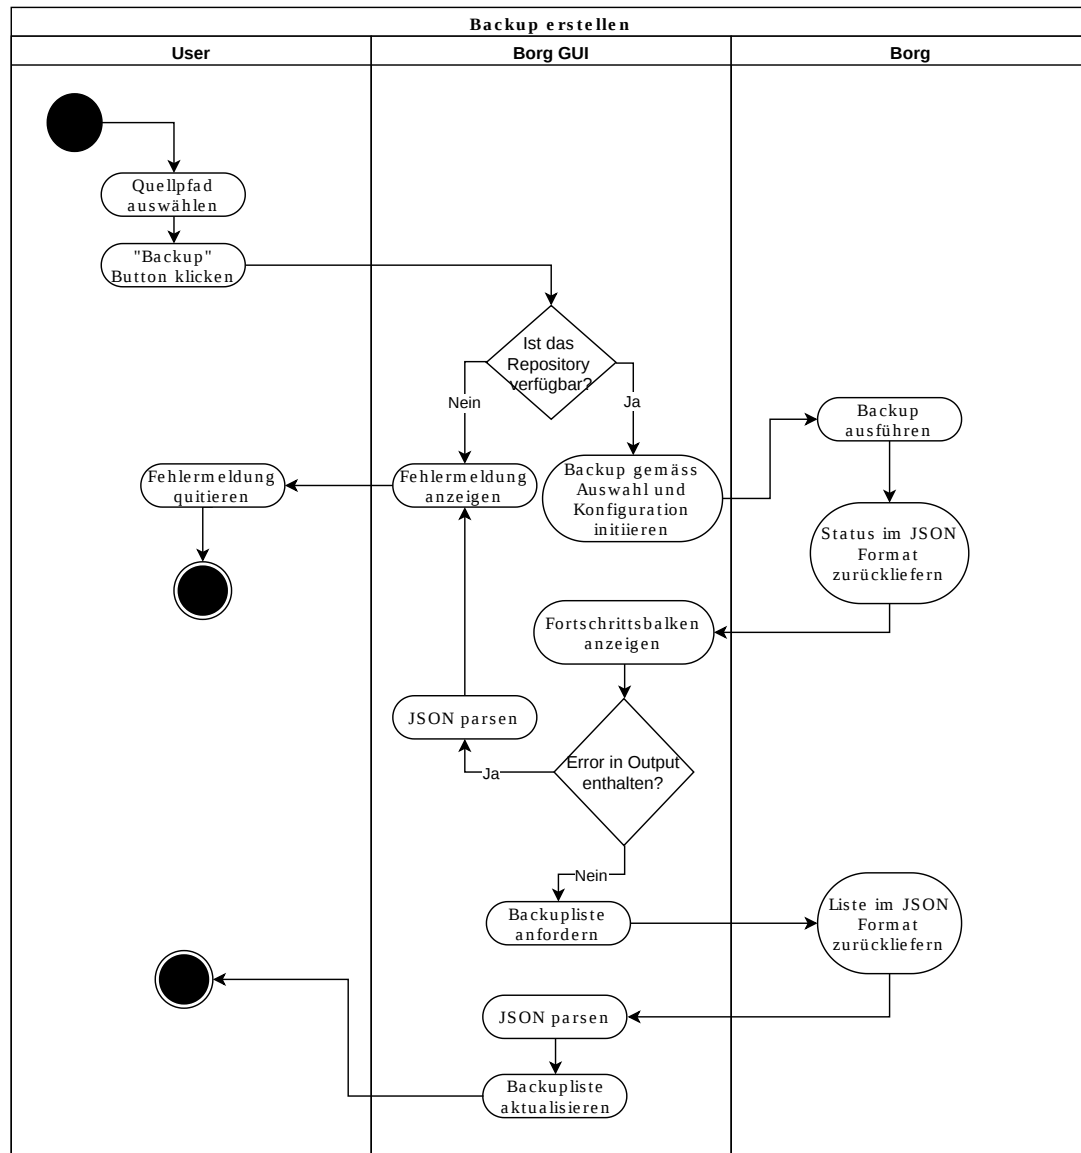 Backup erstellen
User
Borg GUI
Borg
Quellpfad
auswählen
"Backup"
Button klicken
Ist das
Repository
verfügbar?
Nein
Ja
Backup
ausführen
Fehlermeldung
quitieren
Fehlermeldung
anzeigen
Backup gemäss
Auswahl und
Konfiguration
initiieren
Status im JSON
Format
zurückliefern
Fortschrittsbalken
anzeigen
JSON parsen
Error in Output
enthalten?
Ja
Nein
Backupliste
anfordern
Liste im JSON
Format
zurückliefern
JSON parsen
Backupliste
aktualisieren